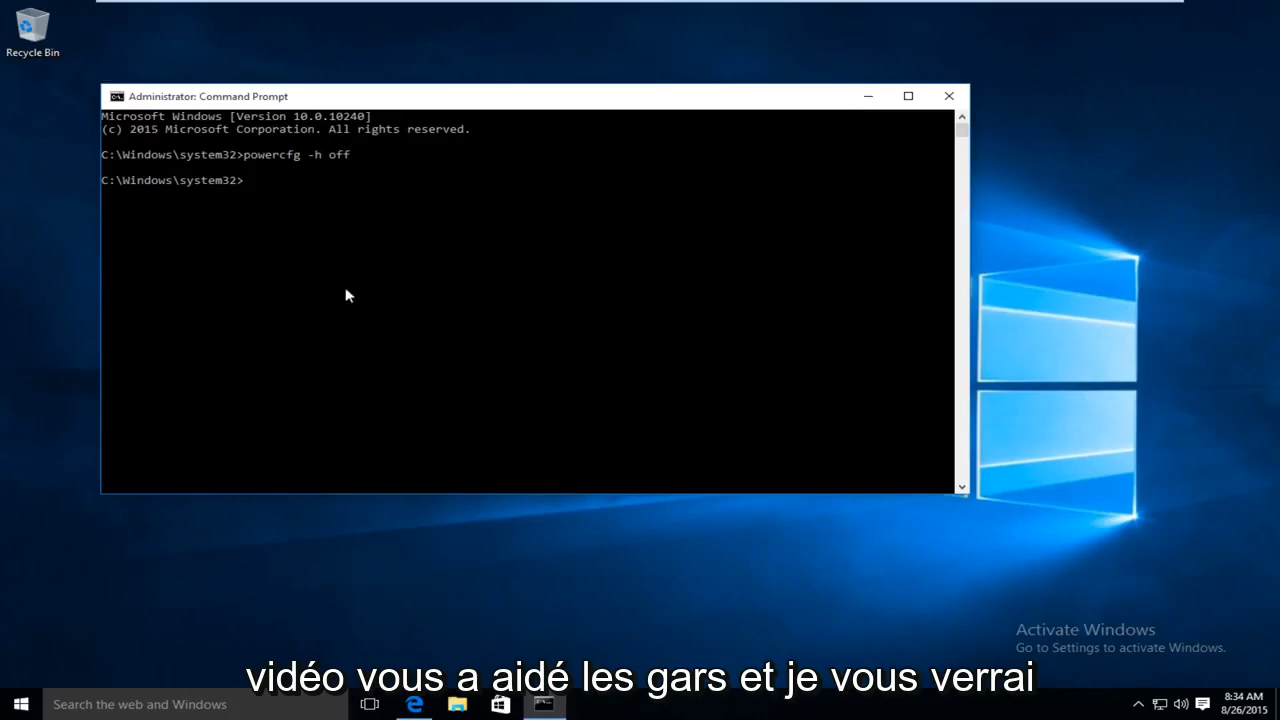 Recycle Bin
Administrator: Command Prompt
Microsoft Windows [Version 10.0.10240]
(c) 2015 Microsoft Corporation. All rights reserved.
C:\Windows\system32>powercfg -h off
C:\Windows\system32>
Activate Windows
Go to Settings to activate Windows.
vidéo vous a aidé les gars et je vous verrai
Search the web and Windows
8:34 AM
8/26/2015